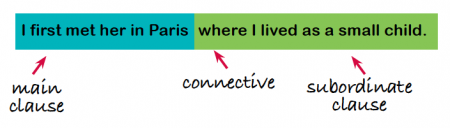 I first met her in Paris where I lived as a small child.
main connective subordinate
clause clause